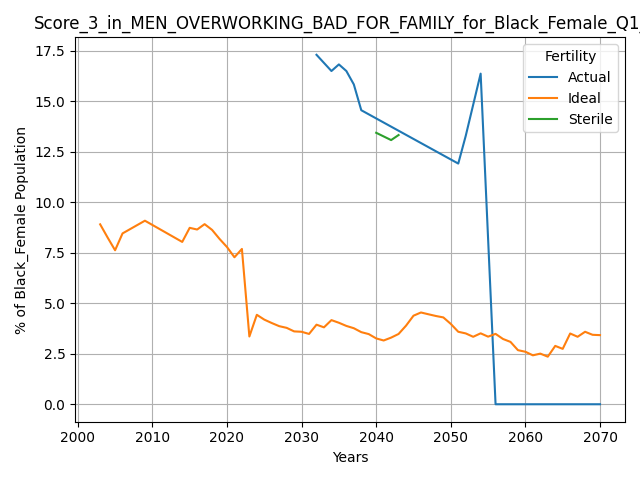 Score_3_in_MEN_OVERWORKING_BAD_FOR_FAMILY_for_Black_Female_Q1_
Fertility
Actual
Ideal
Sterile
% of Black_Female Population
17.5
15.0
12.5
10.0
7.5
5.0
2.5
0.0
2000
2010
2020
2030
2040
2050
2060
2070
Years